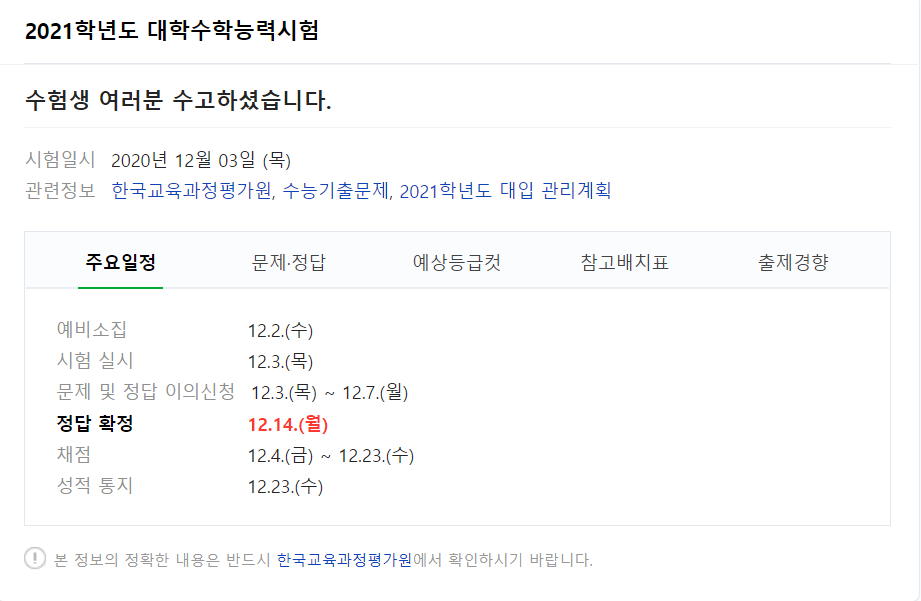 2021학년도 대학수학능력시험
수험생 여러분 수고하셨습니다.
시험일시 2020년 12월 03일 (목)
관련정보 한국교육과정평가원, 수능기출문제, 2021학년도 대입 관리계획
주요일정 문제·정답 예상등급컷 참고배치표 출제경향
예비소집 12.2.(수)
시험 실시 12.3.(목)
문제 및 정답 이의신청 12.3.(목) ~ 12.7.(월)
정답 확정 12.14.(월)
채점 12.4.(금) ~ 12.23.(수)
성적 통지 12.23.(수)
본 정보의 정확한 내용은 반드시 한국교육과정평가원에서 확인하시기 바랍니다.